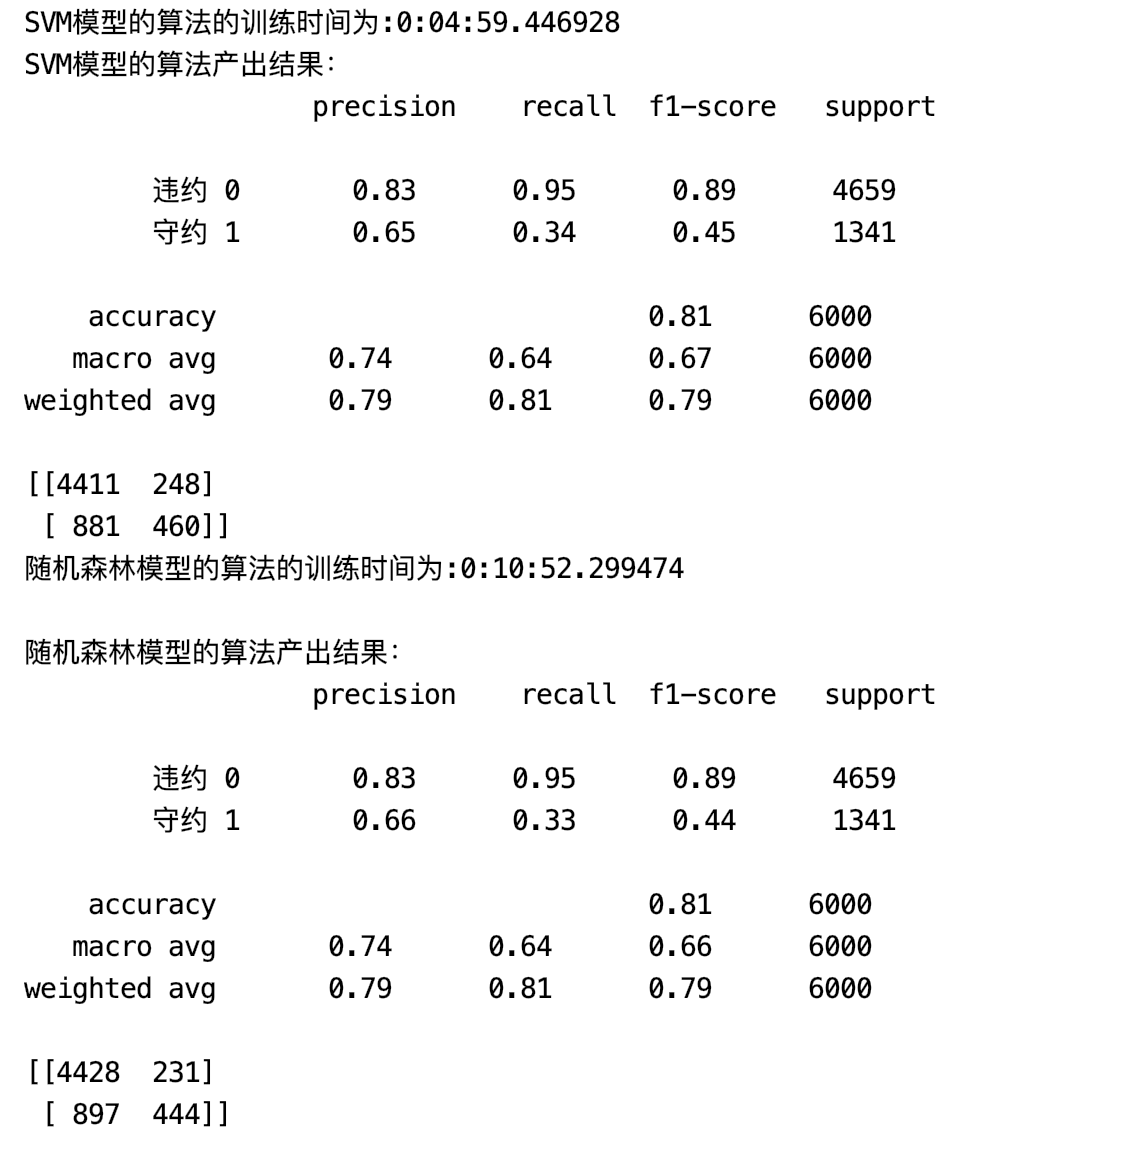 SVM模型的算法的训练时间为:0:04:59.446928
SVM模型的算法产出结果:
precision recall f1-score support
违约 0 0.83 0.95 0.89 4659
守约 1 0.65 0.34 0.45 1341
accuracy 0.81 6000
macro avg 0.74 0.64 0.67 6000
weighted avg 0.79 0.81 0.79 6000
[[4411 248]
[ 881 460]]
随机森林模型的算法的训练时间为:0:10:52.299474
随机森林模型的算法产出结果:
precision recall f1-score support
违约 0 0.83 0.95 0.89 4659
守约 1 0.66 0.33 0.44 1341
accuracy 0.81 6000
macro avg 0.74 0.64 0.66 6000
weighted avg 0.79 0.81 0.79 6000
[[4428 231]
[ 897 444]]